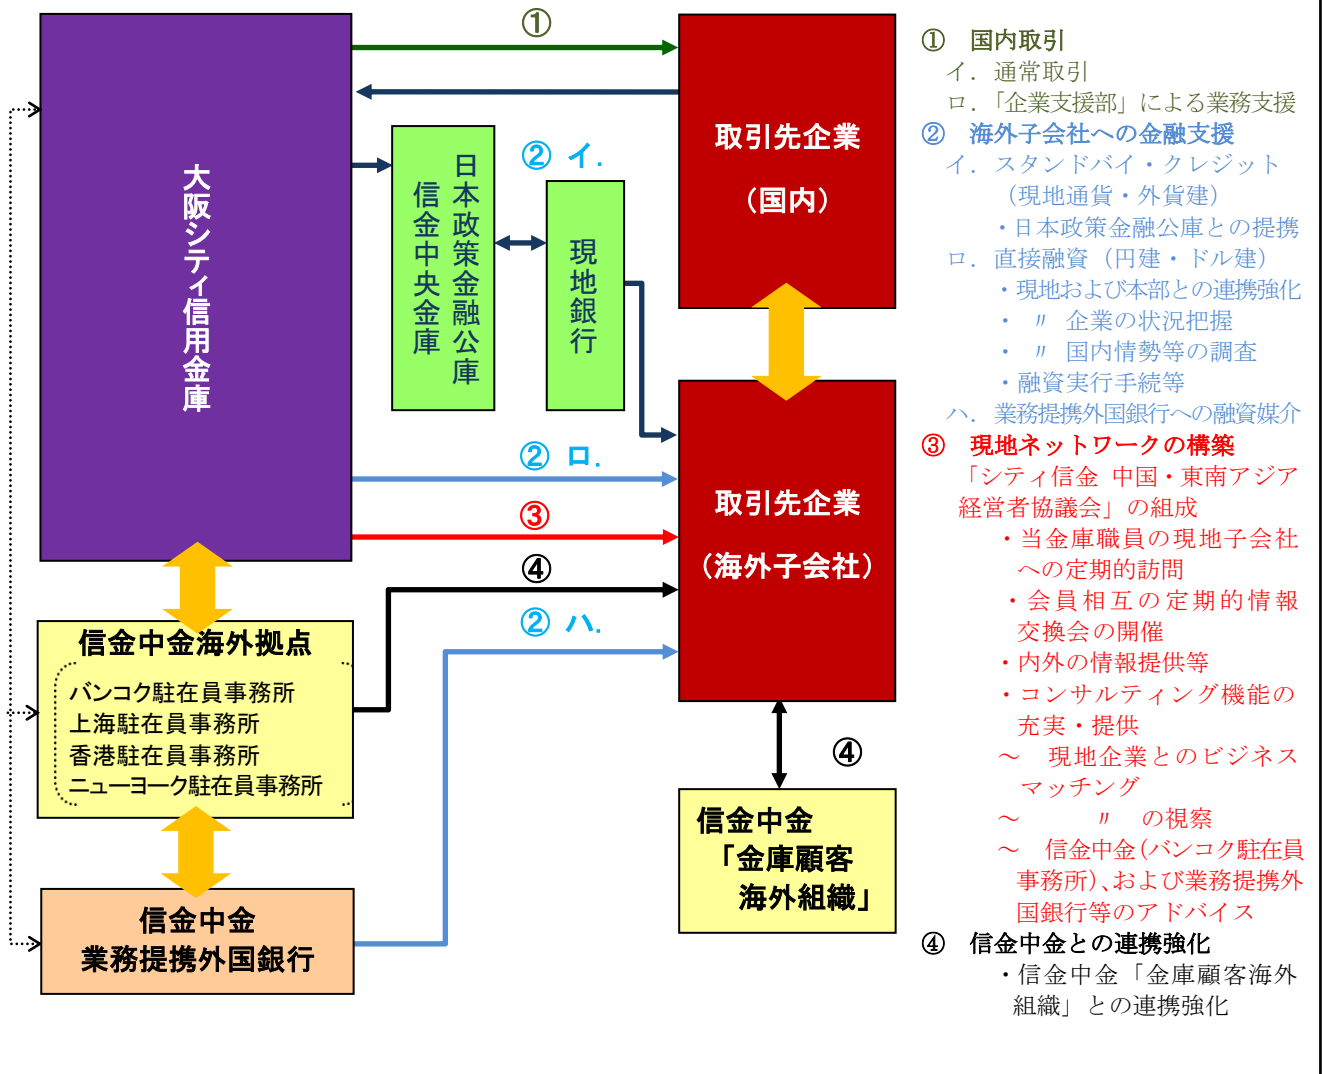 ①
大阪シティ信用金庫
取引先企業
（国内）
日本政策金融公庫
信金中央金庫
② イ．
現地銀行
② ロ．
③
④
② ハ．
取引先企業
（海外子会社）
信金中金海外拠点
バンコク駐在員事務所
上海駐在員事務所
香港駐在員事務所
ニューヨーク駐在員事務所
④
信金中金
「金庫顧客
海外組織」
信金中金
業務提携外国銀行
① 国内取引
イ．通常取引
ロ．「企業支援部」による業務支援
② 海外子会社への金融支援
イ．スタンドバイ・クレジット
（現地通貨・外貨建）
・日本政策金融公庫との提携
ロ．直接融資（円建・ドル建）
・現地および本部との連携強化
・ 〃 企業の状況把握
・ 〃 国内情勢等の調査
・融資実行手続等
ハ．業務提携外国銀行への融資媒介
③ 現地ネットワークの構築
「シティ信金 中国・東南アジア
経営者協議会」の組成
・当金庫職員の現地子会社
への定期的訪問
・会員相互の定期的情報
交換会の開催
・内外の情報提供等
・コンサルティング機能の
充実・提供
～ 現地企業とのビジネス
マッチング
～ 〃 の視察
～ 信金中金（バンコク駐在員
事務所）、および業務提携外
国銀行等のアドバイス
④ 信金中金との連携強化
・信金中金「金庫顧客海外
組織」との連携強化